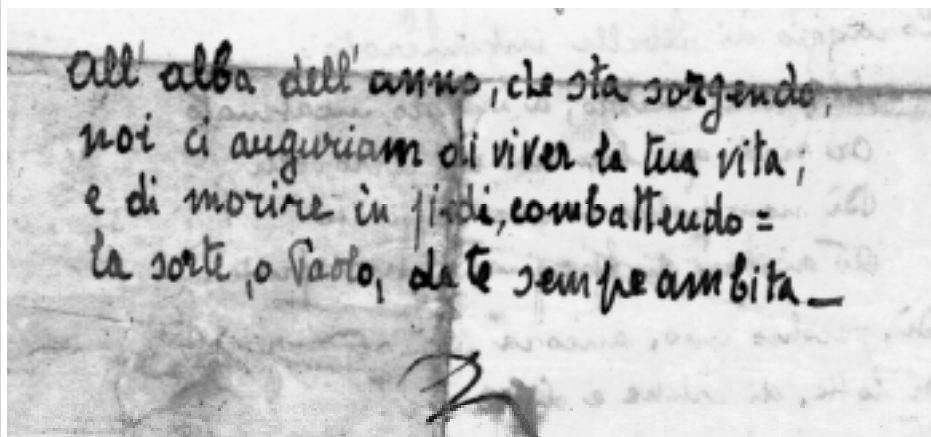 All' alba dell' anno, che sta sorgendo,
noi ci auguriam di viver la tua vita,
e di morire in piedi, combattendo =
la sorte, o Paolo, da te sempre ambita_